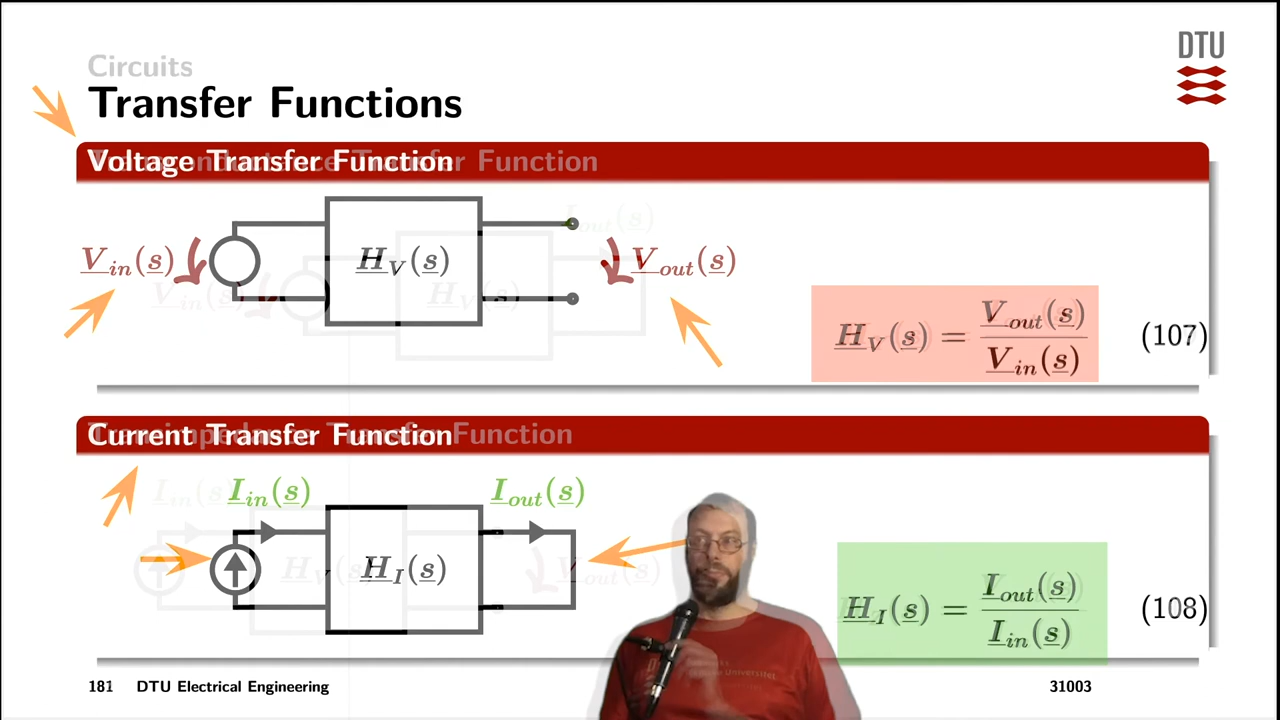 Circuits
DTU
Transfer Functions
Voltage Transfer Function
V_in(s)
H_V(s)
V_out(s)
H_V(s) = V_out(s) / V_in(s) (107)
Current Transfer Function
I_in(s)
I_out(s)
H_I(s)
H_I(s) = I_out(s) / I_in(s) (108)
181 DTU Electrical Engineering 31003